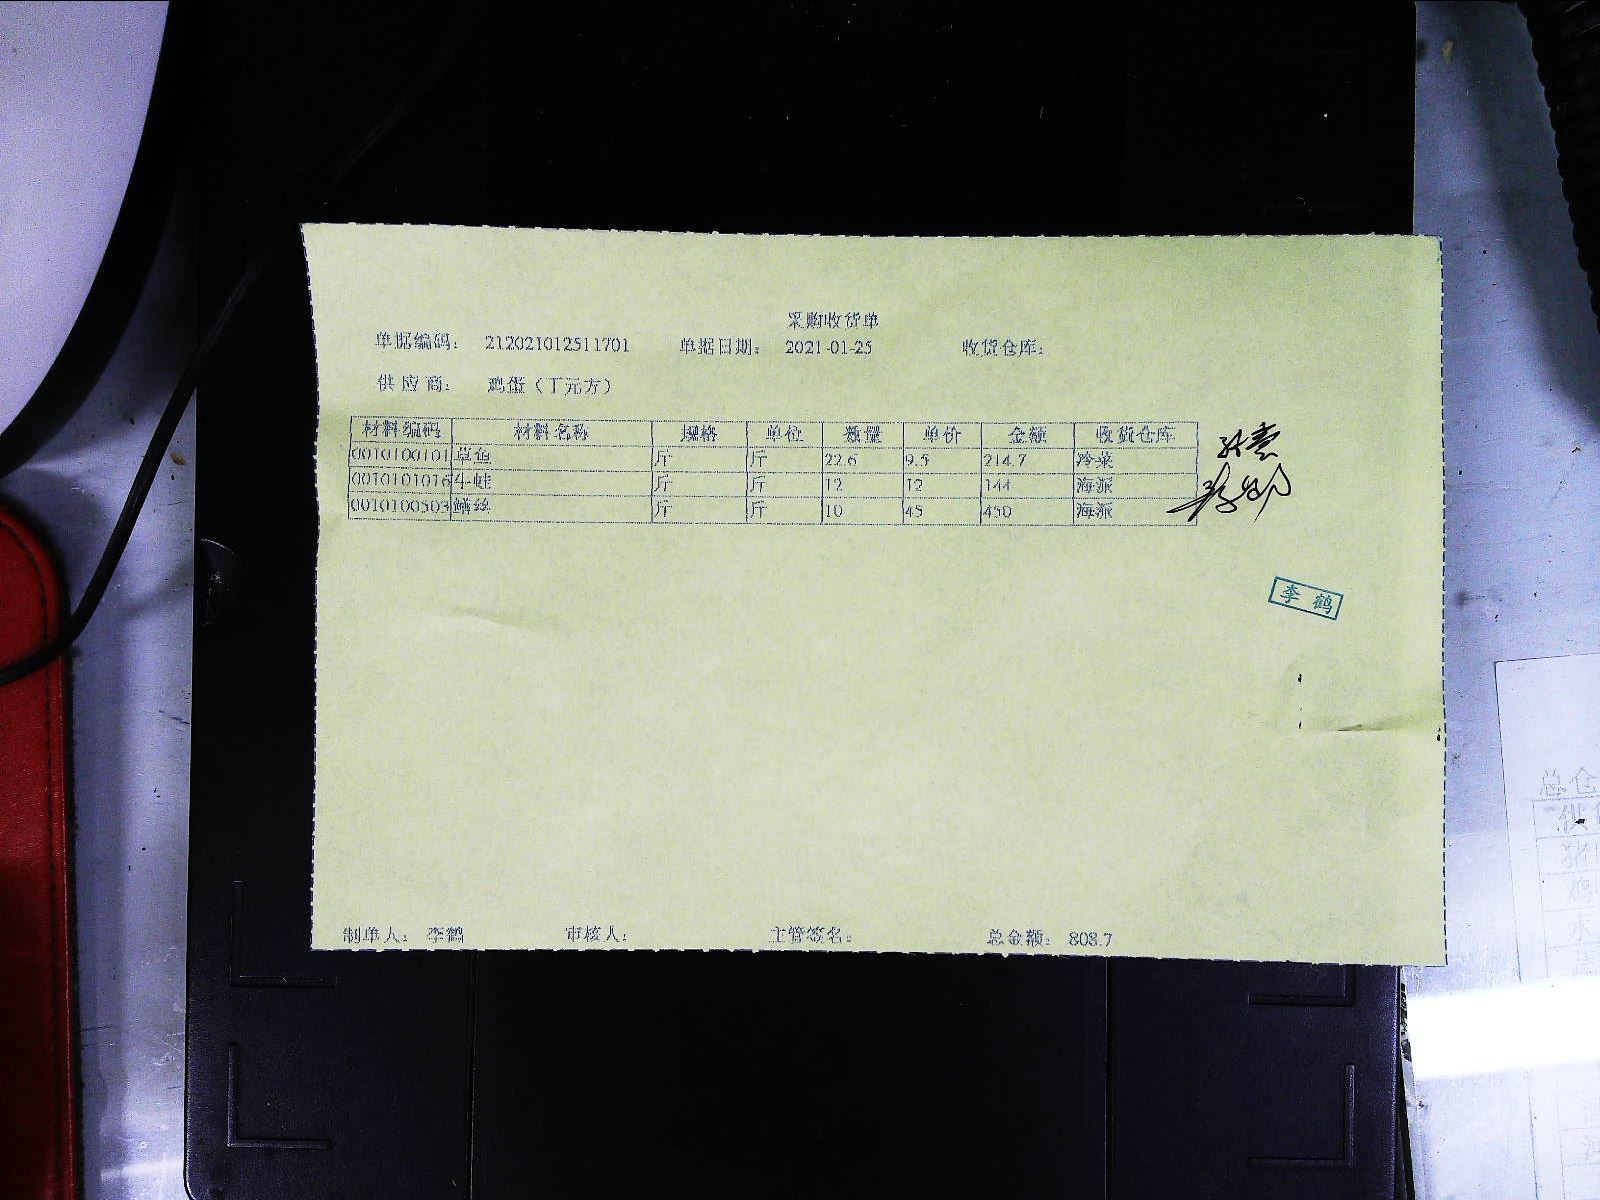 采购收货单
单据编码： 212021012511701 单据日期： 2021-01-25 收货仓库：
供应商： 鸡蛋（丁元方）
材料编码 材料名称 规格 单位 数量 单价 金额 收货仓库
0010100101 草鱼 斤 斤 22.6 9.5 214.7 冷菜
0010101016 牛蛙 斤 斤 12 12 144 海派
0010100503 鳝丝 斤 斤 10 45 450 海派
李鹤
制单人： 李鹤 审核人： 主管签名： 总金额： 808.7
总仓